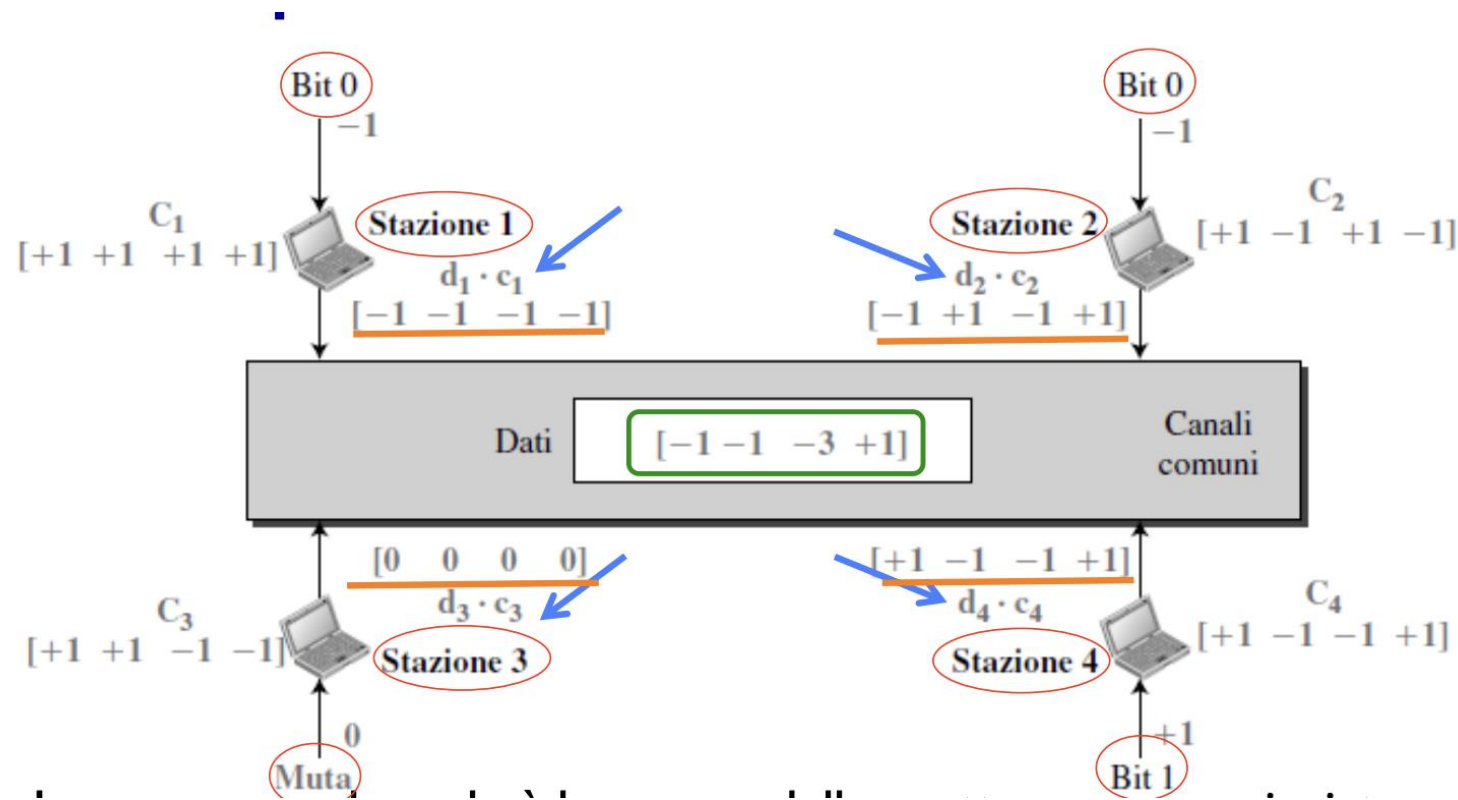 Bit 0 Bit 0
−1 −1
C₁ C₂
[+1 +1 +1 +1] Stazione 1 Stazione 2 [+1 −1 +1 −1]
d₁ · c₁ d₂ · c₂
[−1 −1 −1 −1] [−1 +1 −1 +1]
Dati [−1 −1 −3 +1] Canali
comuni
[0 0 0 0] [+1 −1 −1 +1]
C₃ d₃ · c₃ d₄ · c₄ C₄
[+1 +1 −1 −1] Stazione 3 Stazione 4 [+1 −1 −1 +1]
0 +1
Muta Bit 1